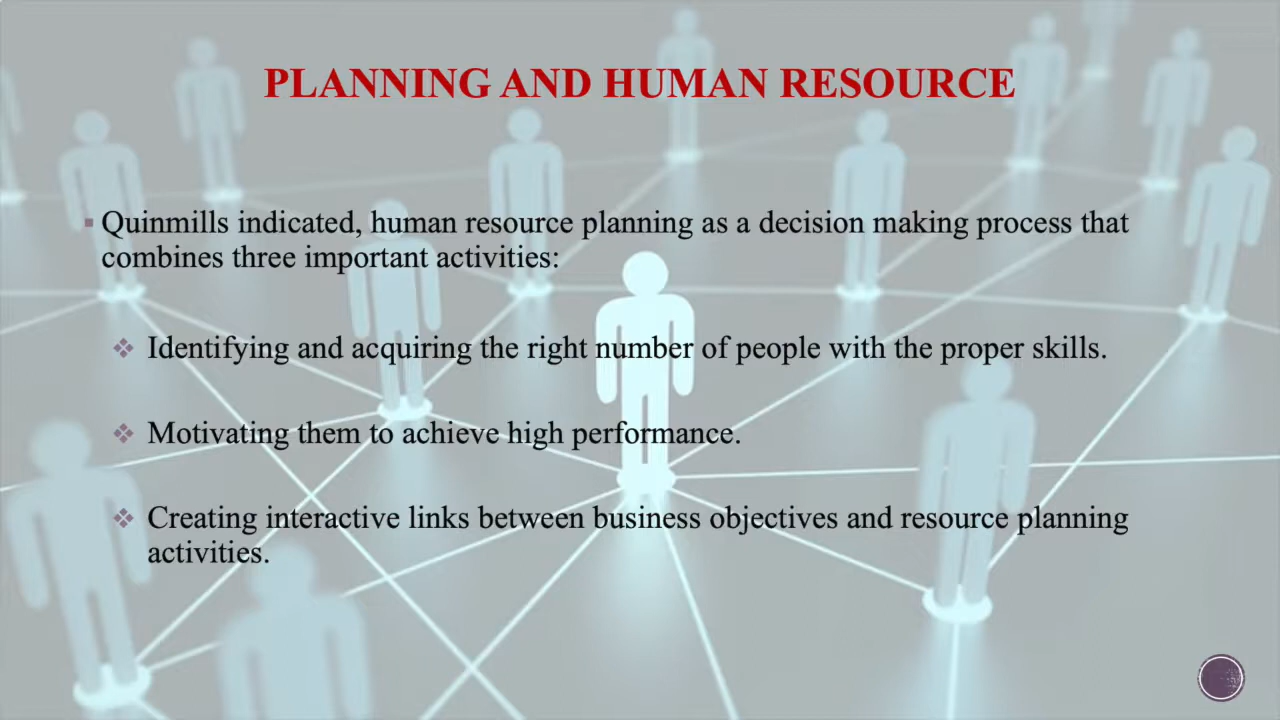 PLANNING AND HUMAN RESOURCE
Quinmills indicated, human resource planning as a decision making process that
combines three important activities:
Identifying and acquiring the right number of people with the proper skills.
Motivating them to achieve high performance.
Creating interactive links between business objectives and resource planning
activities.